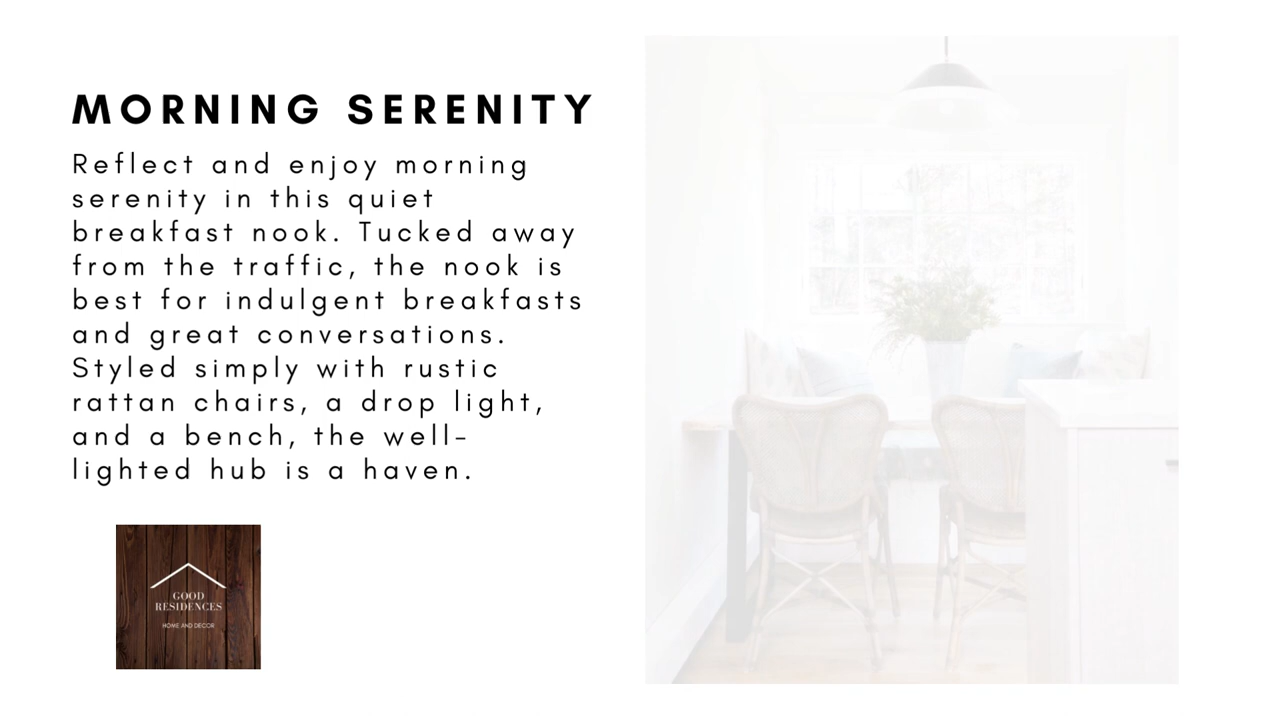 MORNING SERENITY
Reflect and enjoy morning
serenity in this quiet
breakfast nook. Tucked away
from the traffic, the nook is
best for indulgent breakfasts
and great conversations.
Styled simply with rustic
rattan chairs, a drop light,
and a bench, the well-
lighted hub is a haven.
GOOD
RESIDENCES
HOME AND DECOR